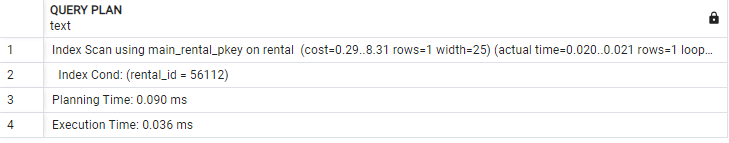 QUERY PLAN
text
1 Index Scan using main_rental_pkey on rental (cost=0.29..8.31 rows=1 width=25) (actual time=0.020..0.021 rows=1 loop...
2 Index Cond: (rental_id = 56112)
3 Planning Time: 0.090 ms
4 Execution Time: 0.036 ms